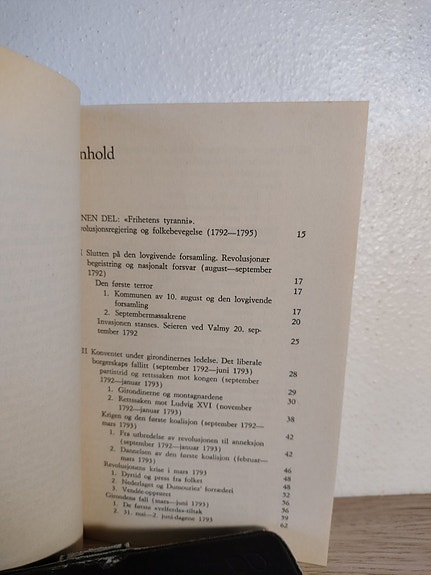 nhold
NEN DEL: «Frihetens tyranni».
volusjonsregjering og folkebevegelse (1792—1795) 15
I Slutten på den lovgivende forsamling. Revolusjonær
begeistring og nasjonalt forsvar (august—september
1792) 17
Den første terror 17
1. Kommunen av 10. august og den lovgivende
forsamling 17
2. Septembermassakrene 20
Invasjonen stanses. Seieren ved Valmy 20. sep-
tember 1792 25
II Konventet under girondinernes ledelse. Det liberale
borgerskaps fallitt (september 1792—juni 1793) 28
partistrid og rettssaken mot kongen (september
1792—januar 1793) 29
1. Girondinerne og montagnardene 30
2. Rettssaken mot Ludvig XVI (november
1792—januar 1793) 38
Krigen og den første koalisjon (september 1792—
mars 1793) 42
1. Fra utbredelse av revolusjonen til anneksjon
(september 1792—januar 1793) 42
2. Dannelsen av den første koalisjon (februar—
mars 1793) 46
Revolusjonens krise i mars 1793 48
1. Dyrtid og press fra folket 48
2. Nederlaget og Dumouriez' forræderi
3. Vendée-opprøret
Girondens fall (mars—juni 1793)
1. De første «velferds»-tiltak
2. 31. mai—2. juni-dagene 1793 62